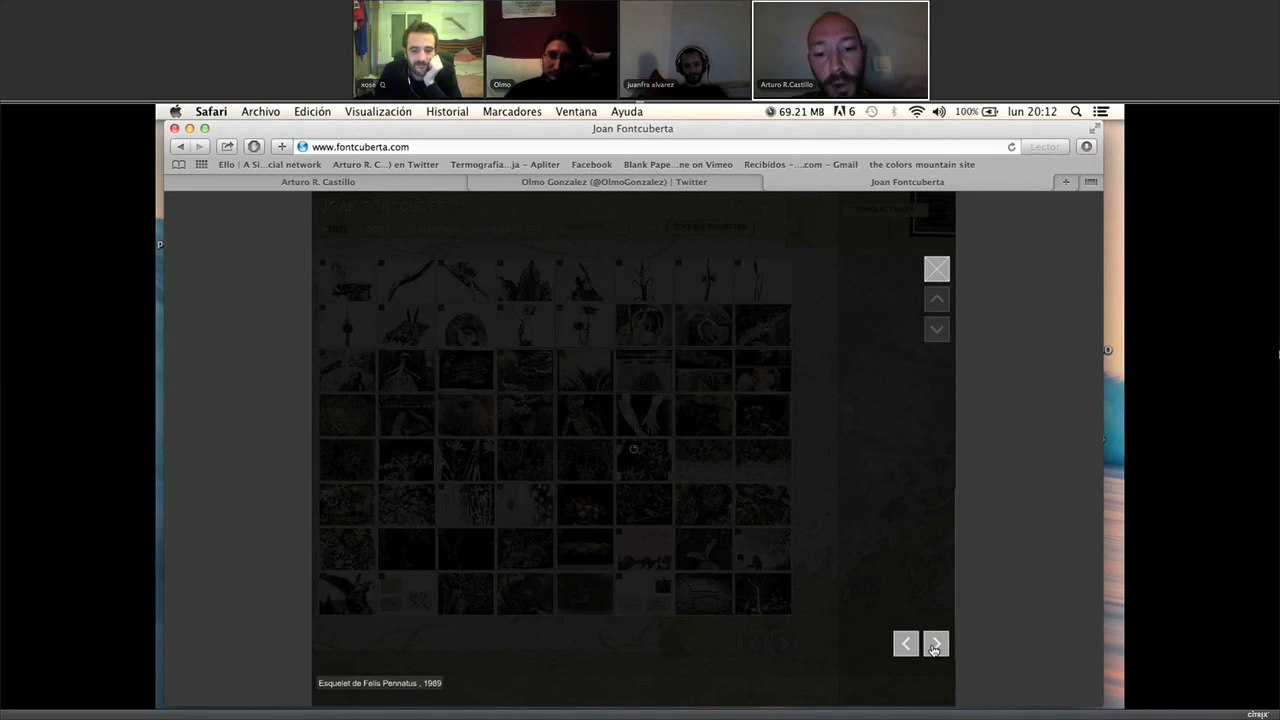 xose Q
Olmo
juanfra alvarez
Arturo R.Castillo
Safari Archivo Edición Visualización Historial Marcadores Ventana Ayuda 69.21 MB 6 100% lun 20:12
Joan Fontcuberta
www.fontcuberta.com Lector
Ello | A Si...cial network Arturo R. C...) en Twitter Termografía...ja - Apliter Facebook Blank Pape...ne on Vimeo Recibidos -....com - Gmail the colors mountain site
Arturo R. Castillo Olmo Gonzalez (@OlmoGonzalez) | Twitter Joan Fontcuberta
JOAN FONTCUBERTA
Esquelet de Felis Pennatus , 1989
CITRIX